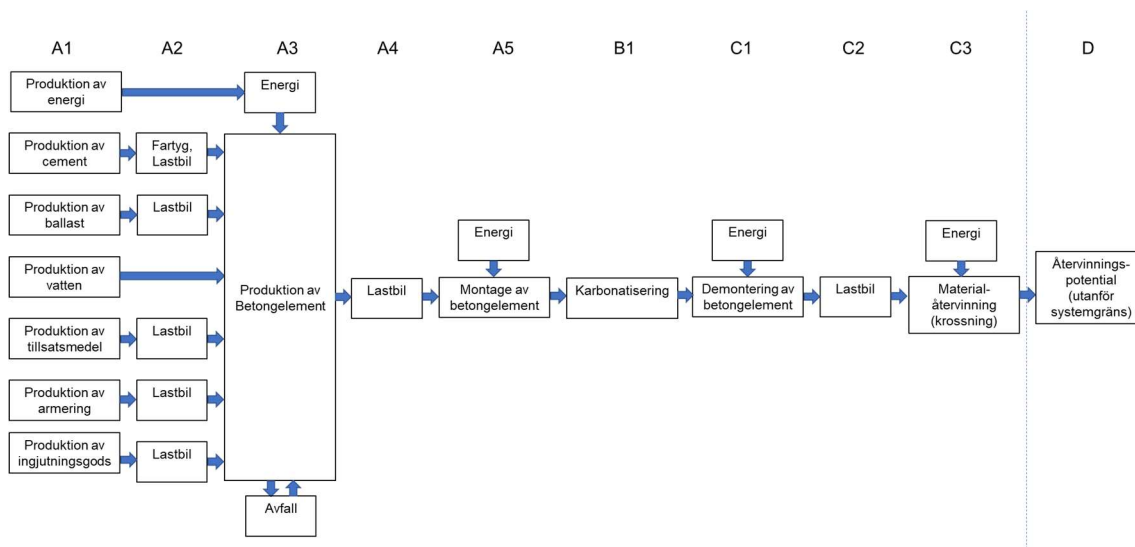 A1 A2 A3 A4 A5 B1 C1 C2 C3 D
Produktion av
energi
Energi
Produktion av
cement
Fartyg,
Lastbil
Produktion av
ballast
Lastbil
Produktion av
vatten
Produktion av
tillsatsmedel
Lastbil
Produktion av
armering
Lastbil
Produktion av
ingjutningsgods
Lastbil
Produktion av
Betongelement
Avfall
Lastbil
Energi
Montage av
betongelement
Karbonatisering
Energi
Demontering av
betongelement
Lastbil
Energi
Material-
återvinning
(krossning)
Återvinnings-
potential
(utanför
systemgräns)